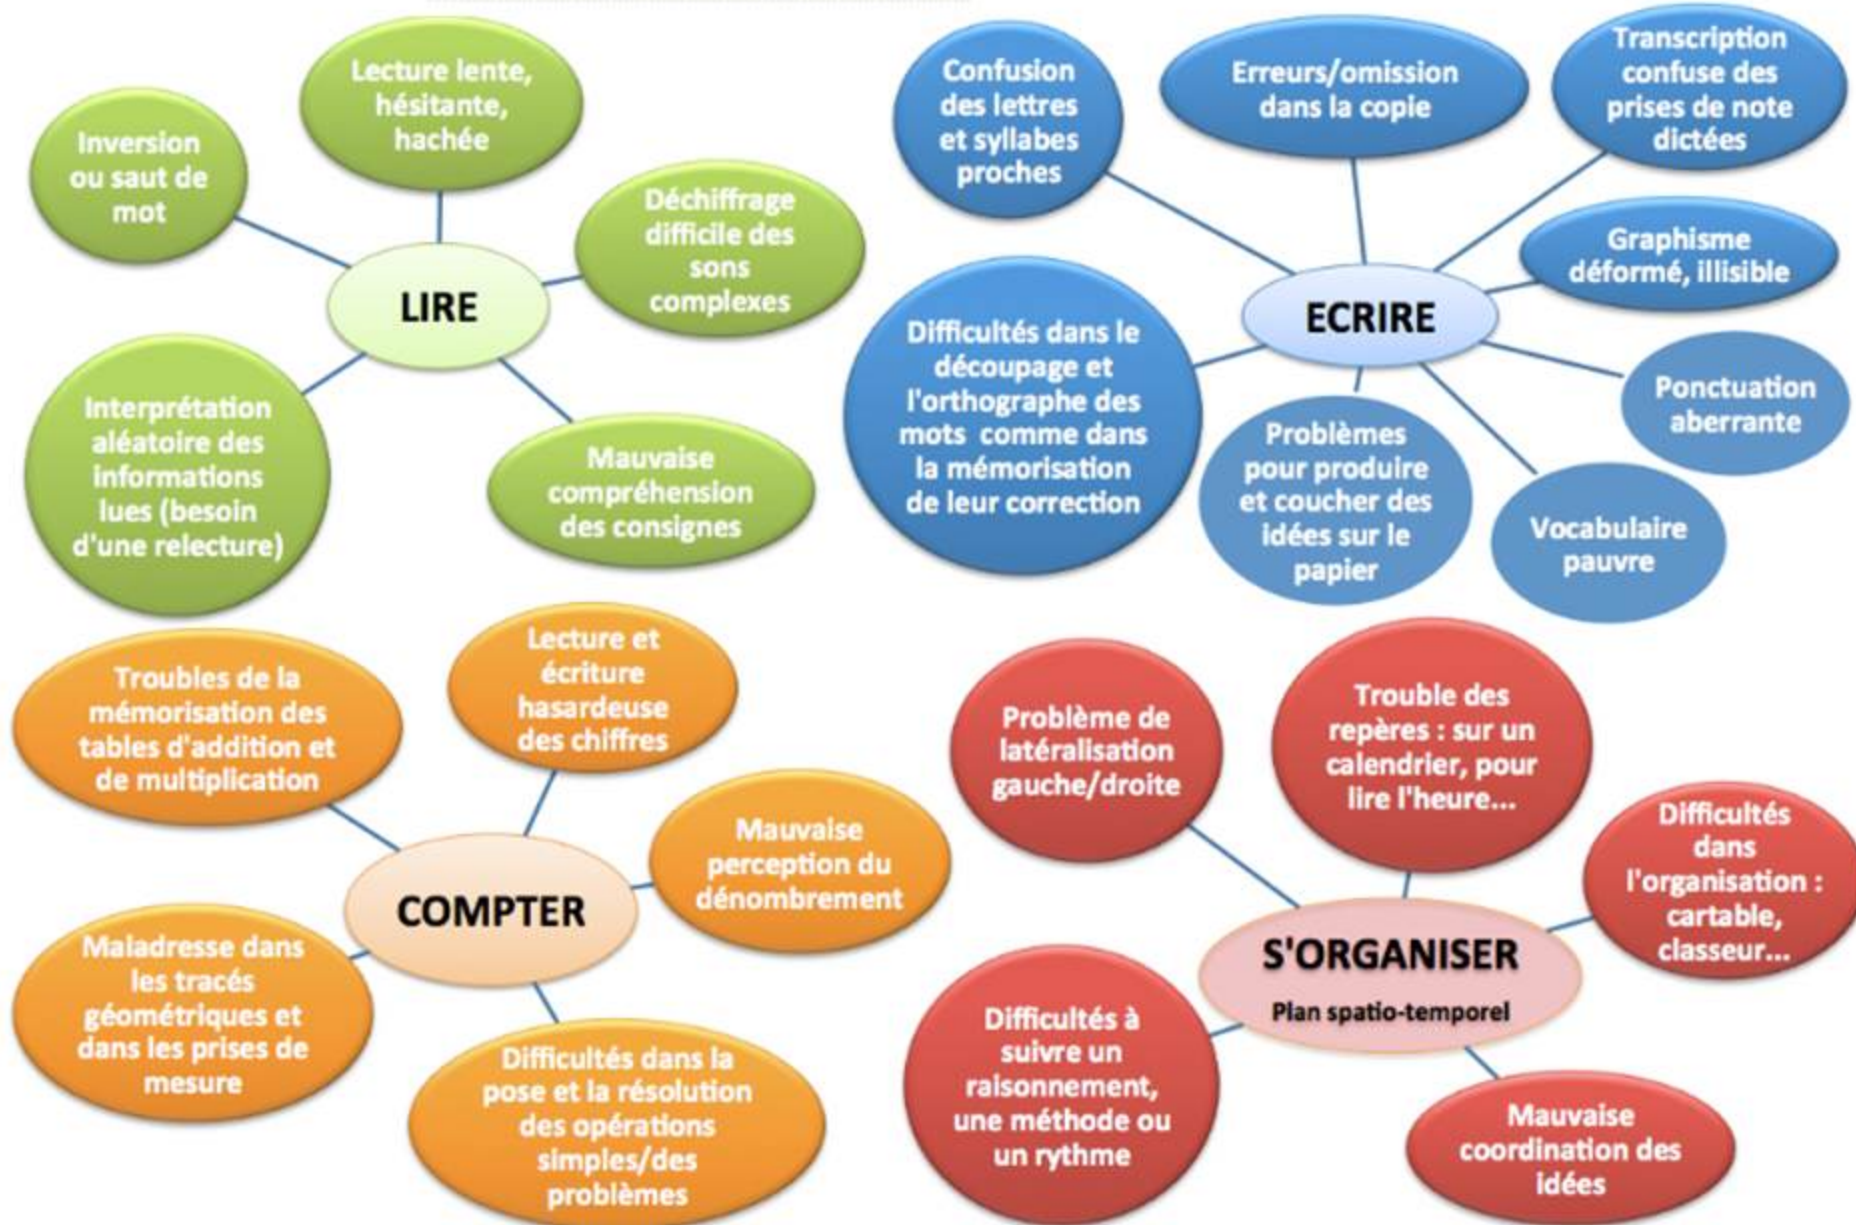 Lecture lente,
hésitante,
hachée
Inversion
ou saut de
mot
Déchiffrage
difficile des
sons
complexes
LIRE
Interprétation
aléatoire des
informations
lues (besoin
d'une relecture)
Mauvaise
compréhension
des consignes
Confusion
des lettres
et syllabes
proches
Erreurs/omission
dans la copie
Transcription
confuse des
prises de note
dictées
Graphisme
déformé, illisible
ECRIRE
Difficultés dans le
découpage et
l'orthographe des
mots comme dans
la mémorisation
de leur correction
Problèmes
pour produire
et coucher des
idées sur le
papier
Vocabulaire
pauvre
Ponctuation
aberrante
Troubles de la
mémorisation des
tables d'addition et
de multiplication
Lecture et
écriture
hasardeuse
des chiffres
Mauvaise
perception du
dénombrement
COMPTER
Maladresse dans
les tracés
géométriques et
dans les prises de
mesure
Difficultés dans la
pose et la résolution
des opérations
simples/des
problèmes
Problème de
latéralisation
gauche/droite
Trouble des
repères : sur un
calendrier, pour
lire l'heure...
Difficultés
dans
l'organisation :
cartable,
classeur...
S'ORGANISER
Plan spatio-temporel
Difficultés à
suivre un
raisonnement,
une méthode ou
un rythme
Mauvaise
coordination des
idées